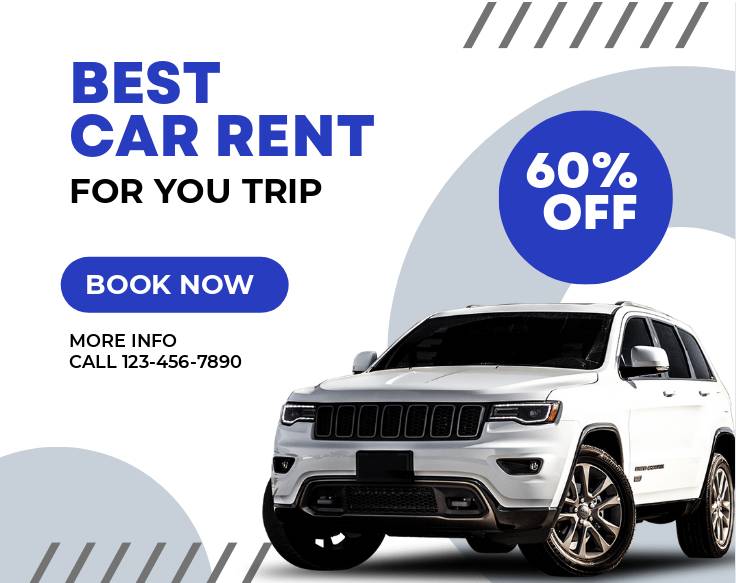 BEST
CAR RENT
FOR YOU TRIP
60%
OFF
BOOK NOW
MORE INFO
CALL 123-456-7890